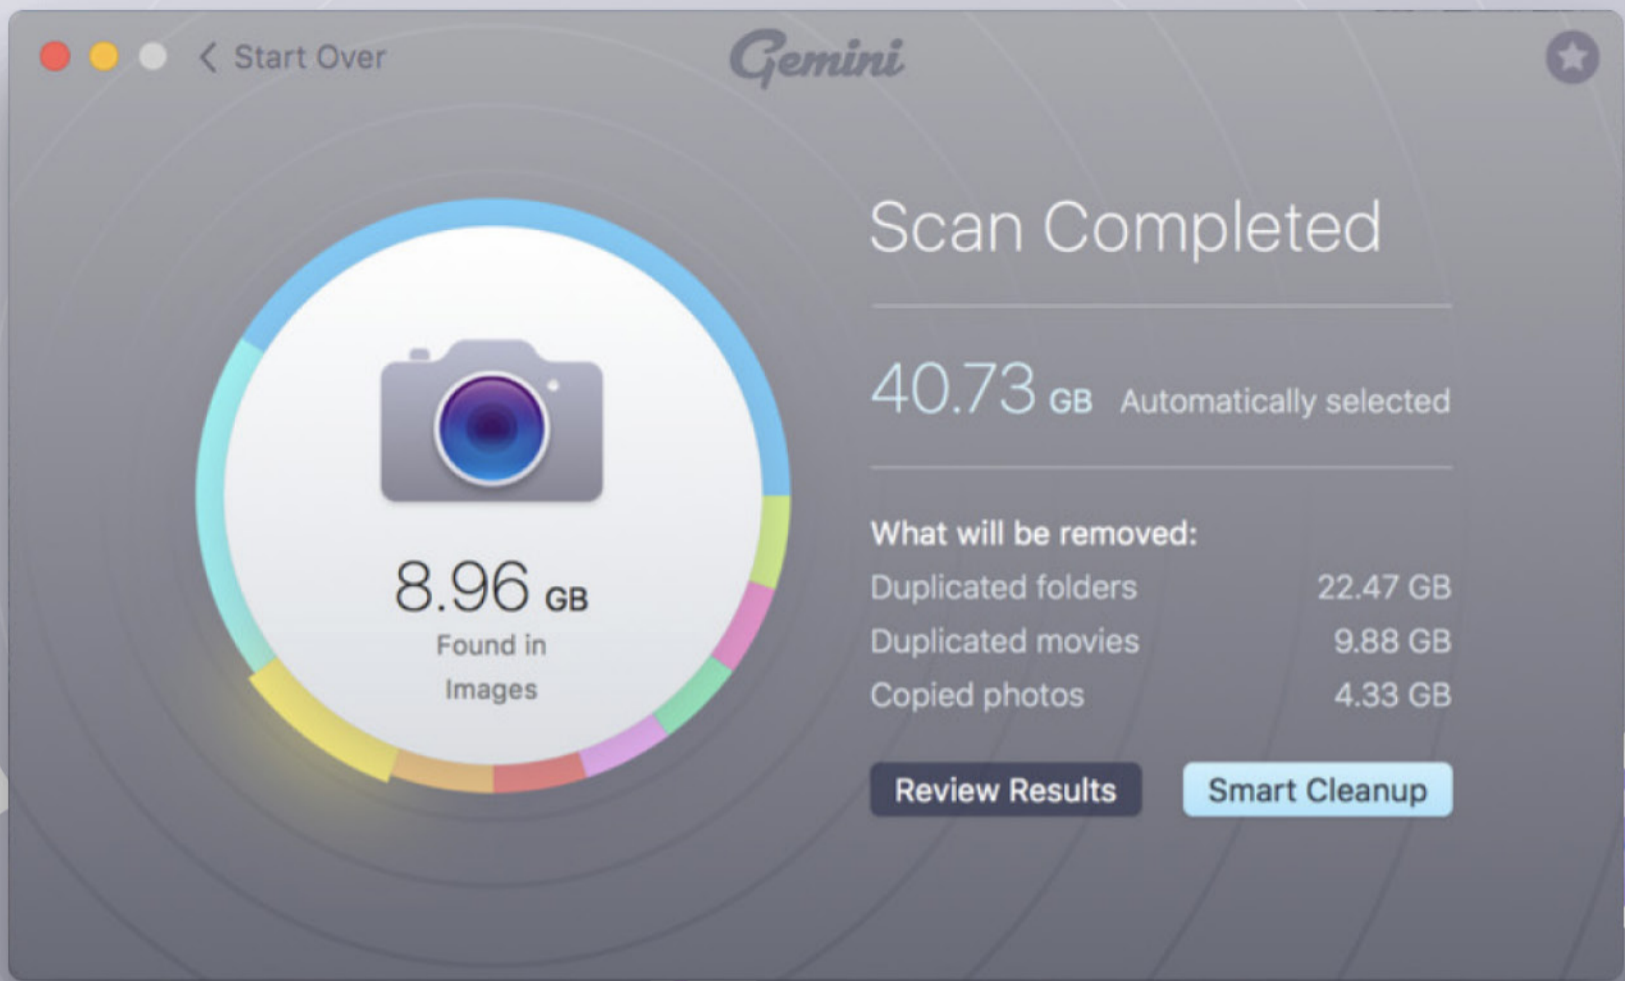 Start Over
Gemini
Scan Completed
40.73 GB Automatically selected
8.96 GB
Found in
Images
What will be removed:
Duplicated folders 22.47 GB
Duplicated movies 9.88 GB
Copied photos 4.33 GB
Review Results Smart Cleanup